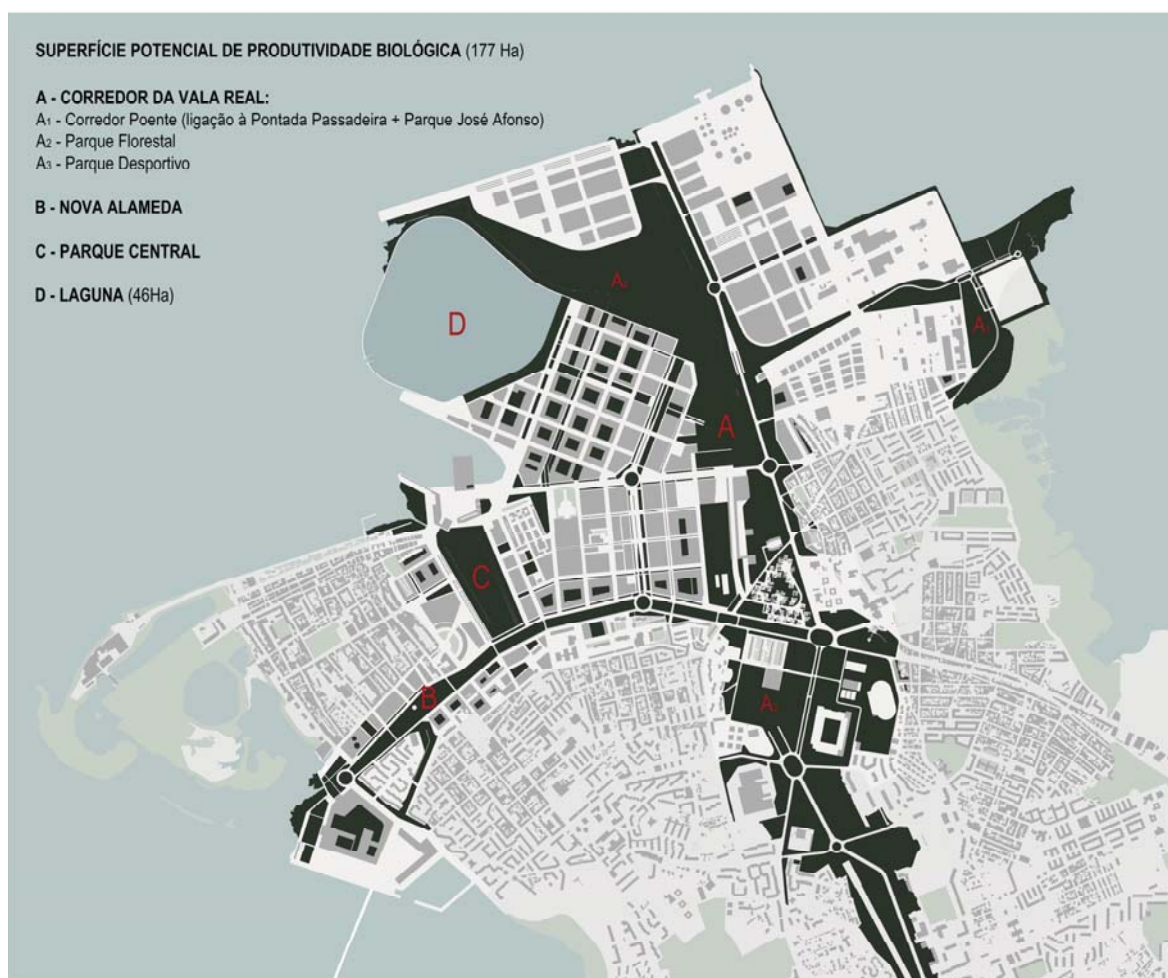 SUPERFÍCIE POTENCIAL DE PRODUTIVIDADE BIOLÓGICA (177 Ha)
A - CORREDOR DA VALA REAL:
A1 - Corredor Poente (ligação à Pontada Passadeira + Parque José Afonso)
A2 - Parque Florestal
A3 - Parque Desportivo
B - NOVA ALAMEDA
C - PARQUE CENTRAL
D - LAGUNA (46Ha)
A2
D
A1
A
C
B
A3